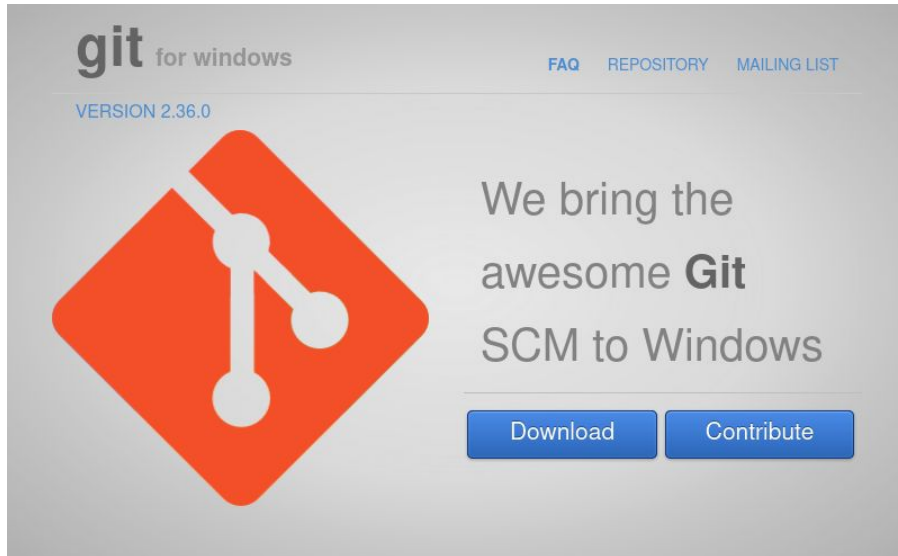 git for windows
FAQ REPOSITORY MAILING LIST
VERSION 2.36.0
We bring the
awesome Git
SCM to Windows
Download Contribute